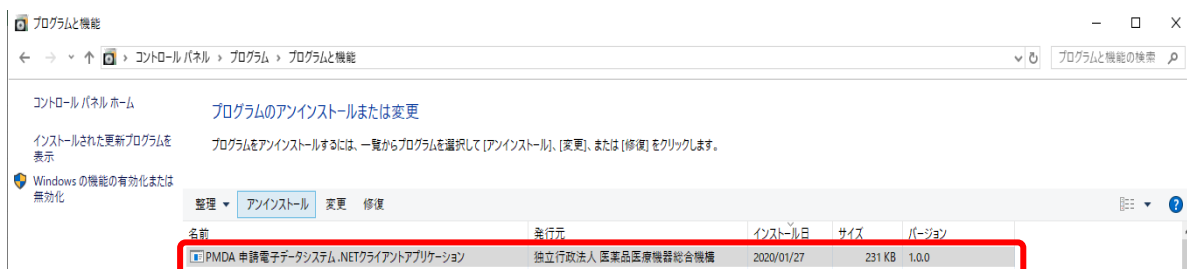 プログラムと機能
コントロール パネル › プログラム › プログラムと機能
プログラムと機能の検索
コントロール パネル ホーム
インストールされた更新プログラムを
表示
Windows の機能の有効化または
無効化
プログラムのアンインストールまたは変更
プログラムをアンインストールするには、一覧からプログラムを選択して [アンインストール]、[変更]、または [修復] をクリックします。
整理 アンインストール 変更 修復
名前 発行元 インストール日 サイズ バージョン
PMDA 申請電子データシステム .NETクライアントアプリケーション 独立行政法人 医薬品医療機器総合機構 2020/01/27 231 KB 1.0.0